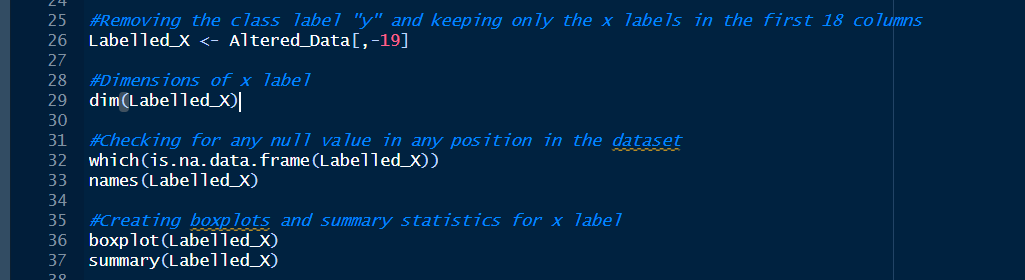 25 #Removing the class label "y" and keeping only the x labels in the first 18 columns
26 Labelled_X <- Altered_Data[,-19]
27
28 #Dimensions of x label
29 dim(Labelled_X)
30
31 #Checking for any null value in any position in the dataset
32 which(is.na.data.frame(Labelled_X))
33 names(Labelled_X)
34
35 #Creating boxplots and summary statistics for x label
36 boxplot(Labelled_X)
37 summary(Labelled_X)